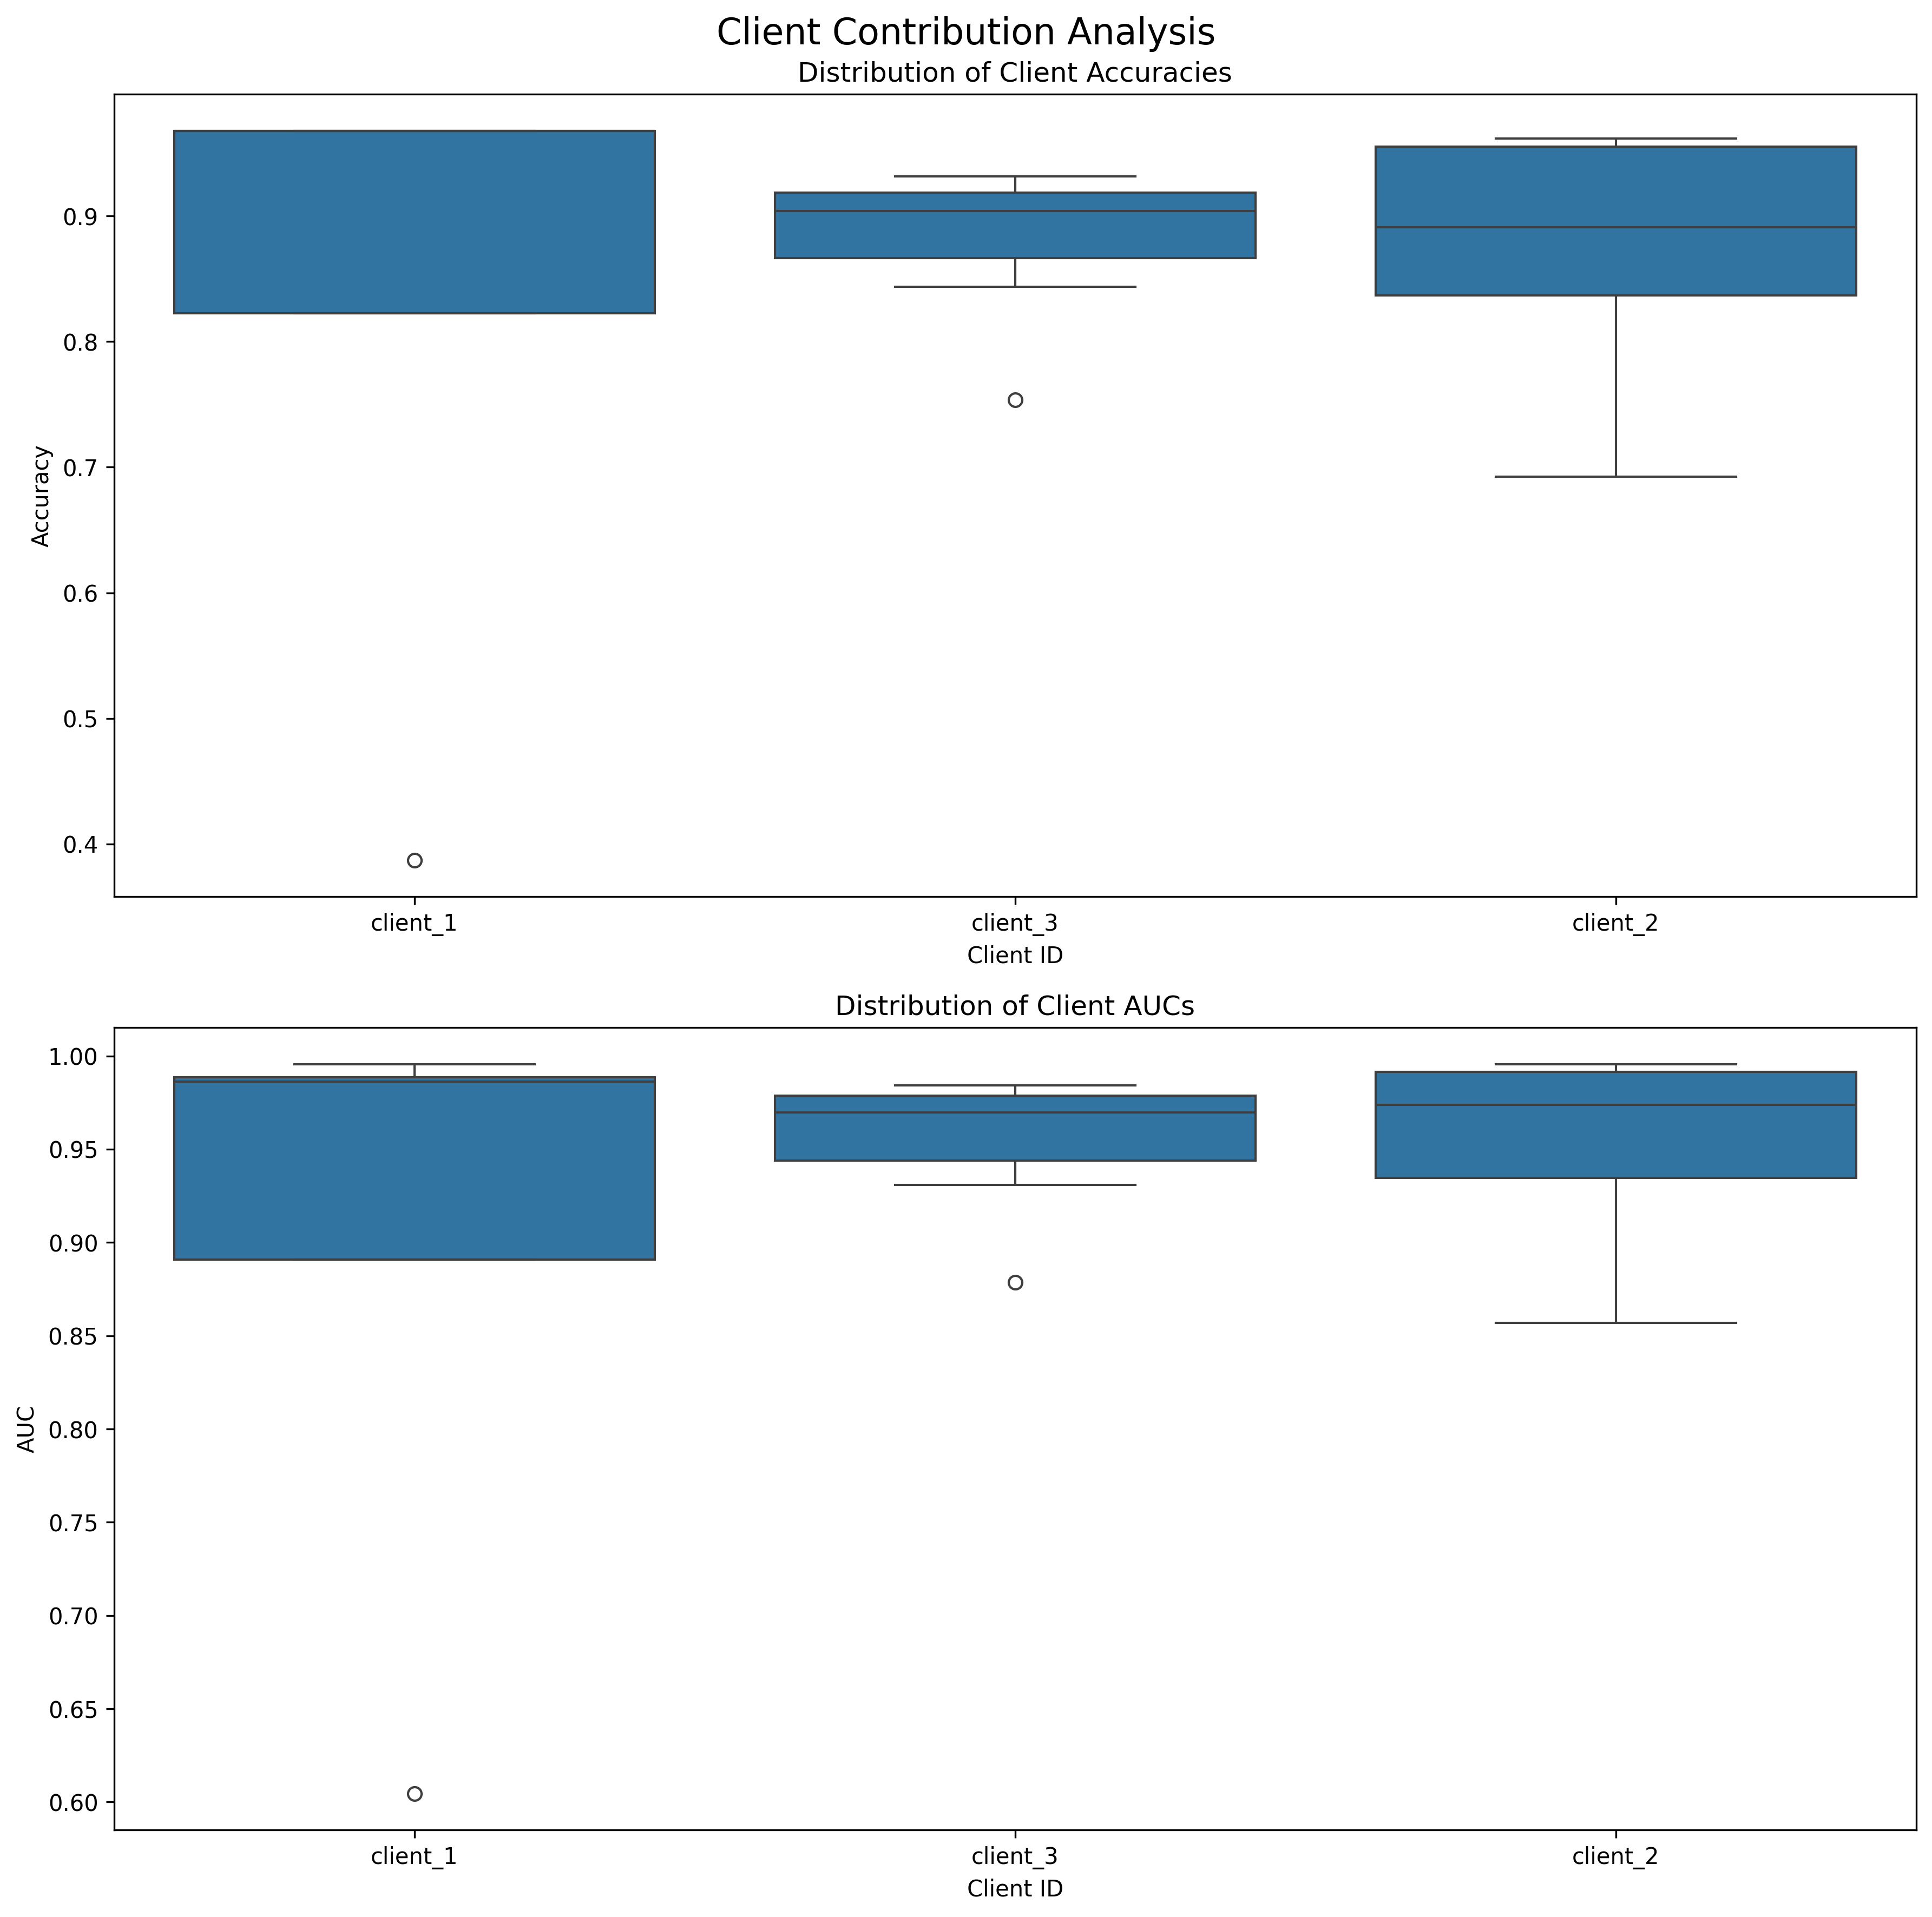 Client Contribution Analysis
Distribution of Client Accuracies
Accuracy
0.9
0.8
0.7
0.6
0.5
0.4
client_1 client_3 client_2
Client ID
Distribution of Client AUCs
AUC
1.00
0.95
0.90
0.85
0.80
0.75
0.70
0.65
0.60
client_1 client_3 client_2
Client ID